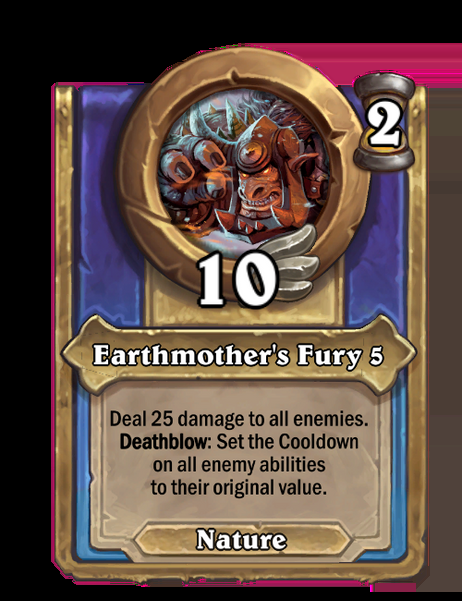 2
10
Earthmother's Fury 5
Deal 25 damage to all enemies.
Deathblow: Set the Cooldown
on all enemy abilities
to their original value.
Nature